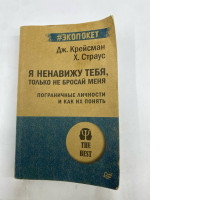 #ЭКОПОКЕТ
Дж. Крейсман
Х. Страус
Я НЕНАВИЖУ ТЕБЯ,
ТОЛЬКО НЕ БРОСАЙ МЕНЯ
ПОГРАНИЧНЫЕ ЛИЧНОСТИ
И КАК ИХ ПОНЯТЬ
THE
BEST